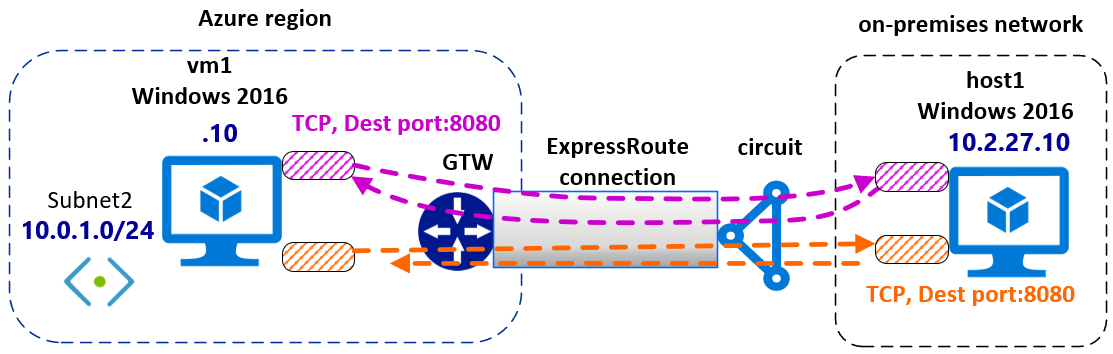 Azure region
on-premises network
vm1
Windows 2016
.10
TCP, Dest port:8080
GTW
ExpressRoute
connection
circuit
host1
Windows 2016
10.2.27.10
Subnet2
10.0.1.0/24
TCP, Dest port:8080